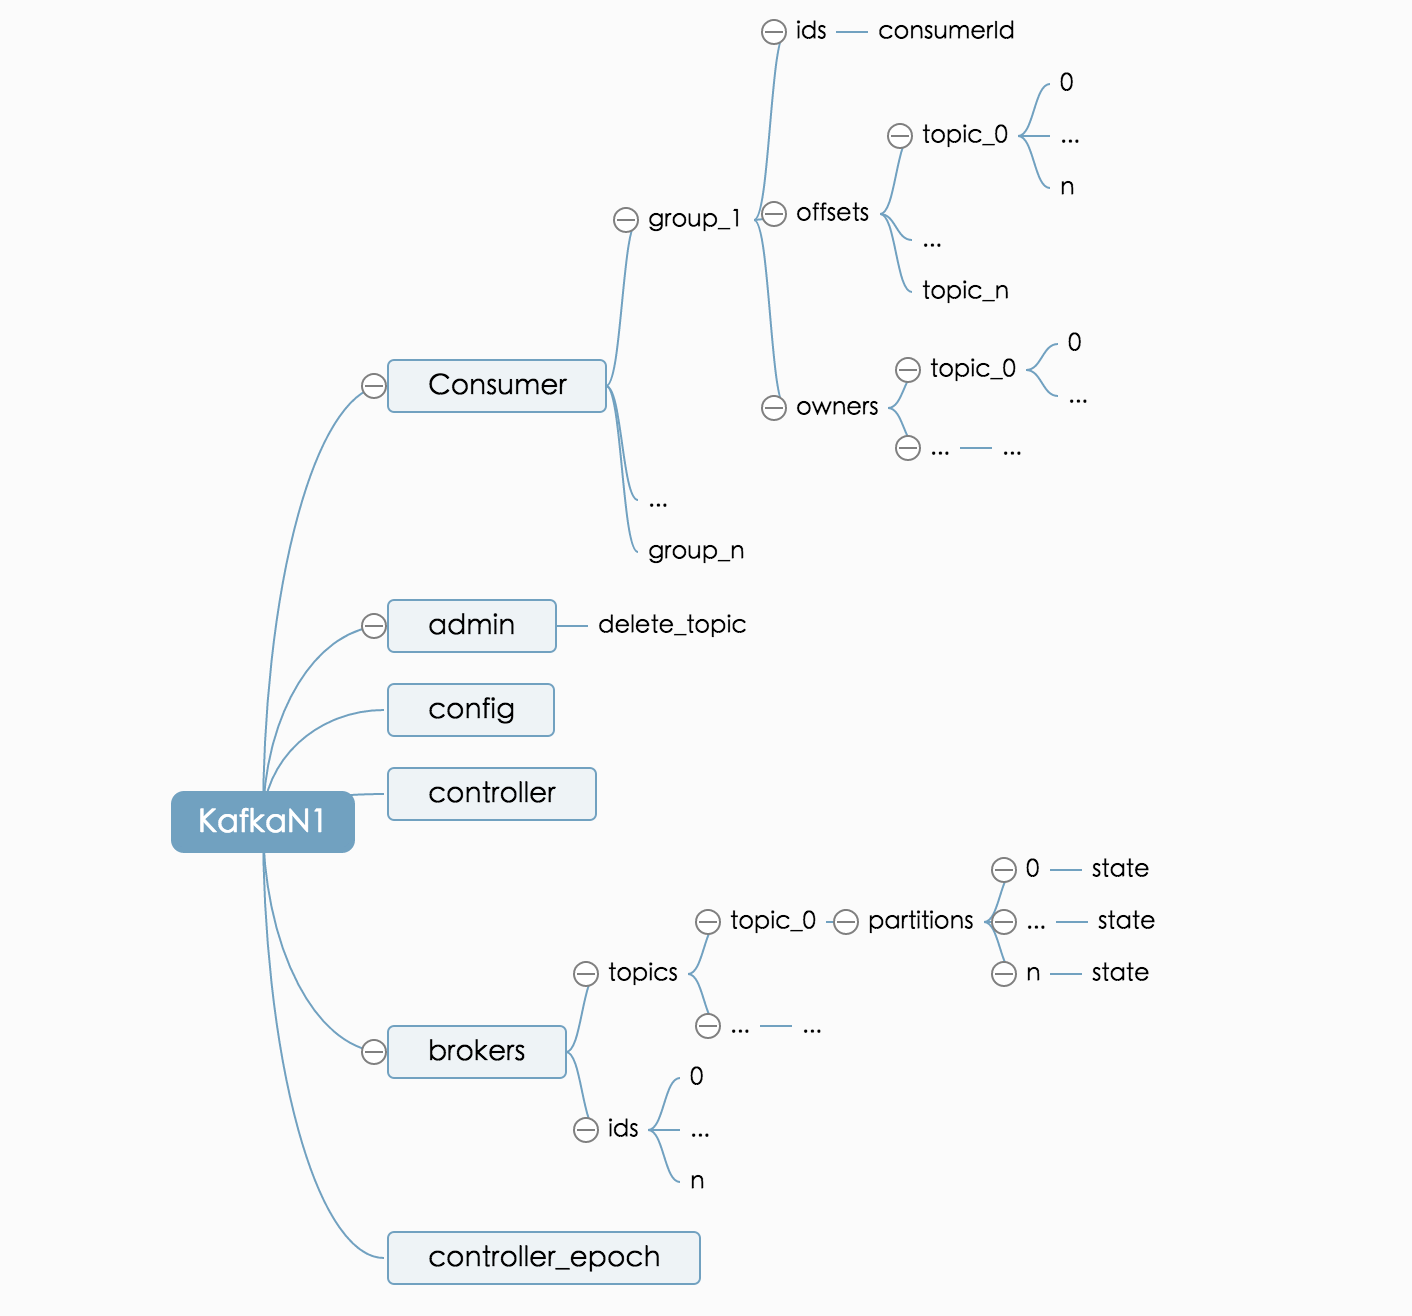 ids consumerId
0
topic_0
...
n
group_1
offsets
...
topic_n
0
topic_0
Consumer
...
owners
... ...
...
group_n
admin delete_topic
config
controller
KafkaN1
0 state
topic_0 partitions ... state
topics
n state
... ...
brokers
0
ids
...
n
controller_epoch